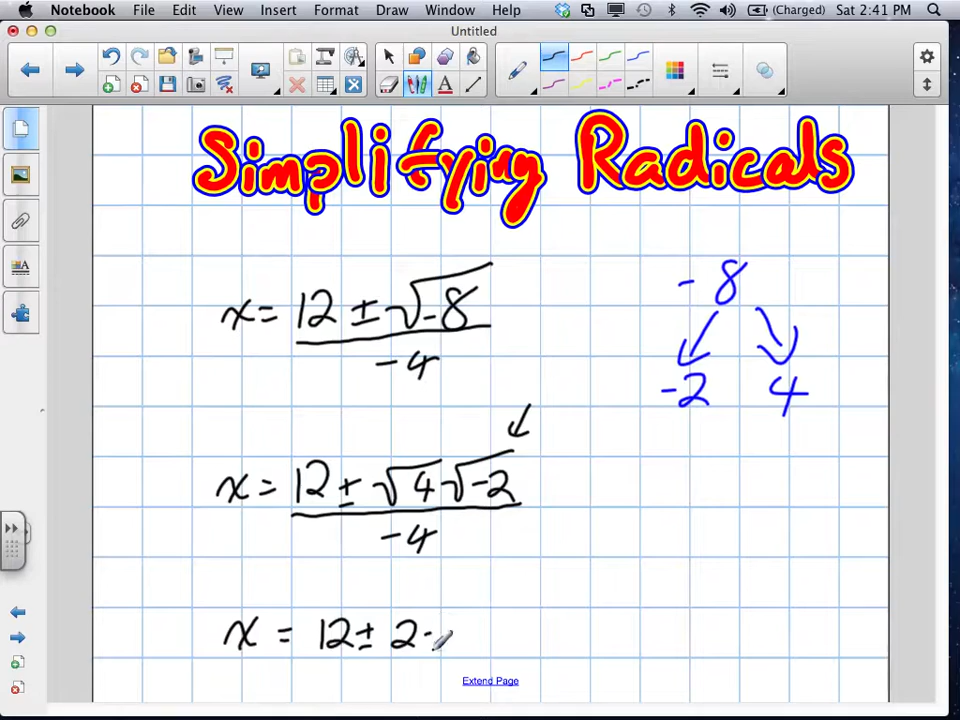 Notebook File Edit View Insert Format Draw Window Help (Charged) Sat 2:41 PM
Untitled
Simplifying Radicals
x = 12 ± √-8
-4
-8
-2 4
x = 12 ± √4 √-2
-4
x = 12 ± 2
Extend Page